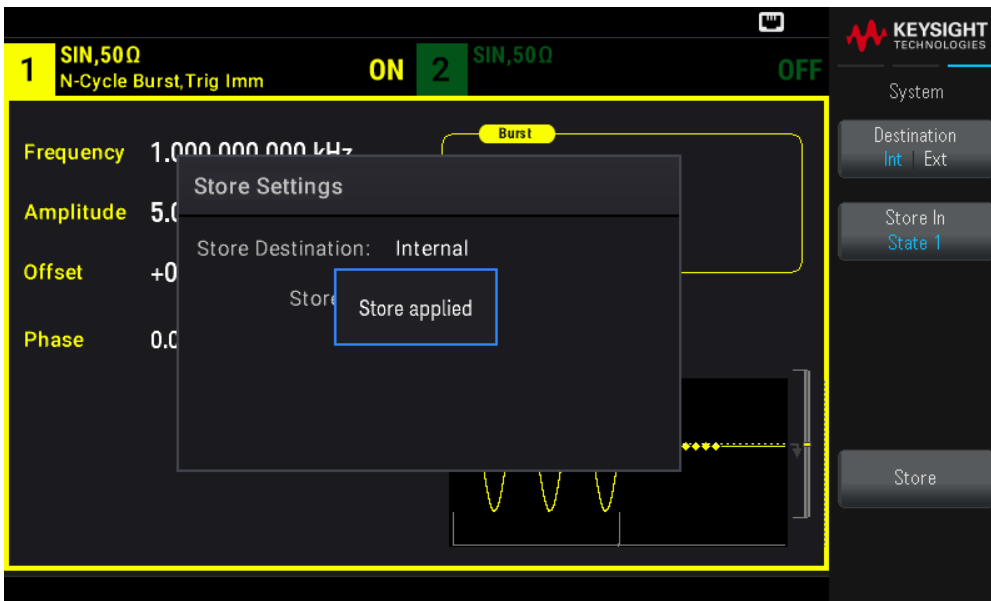 KEYSIGHT
TECHNOLOGIES
1
SIN,50Ω
N-Cycle Burst,Trig Imm
ON
2
SIN,50Ω
OFF
System
Frequency
Burst
Destination
Int | Ext
Store Settings
Amplitude
Store In
State 1
Store Destination: Internal
Offset
Store applied
Phase
Store